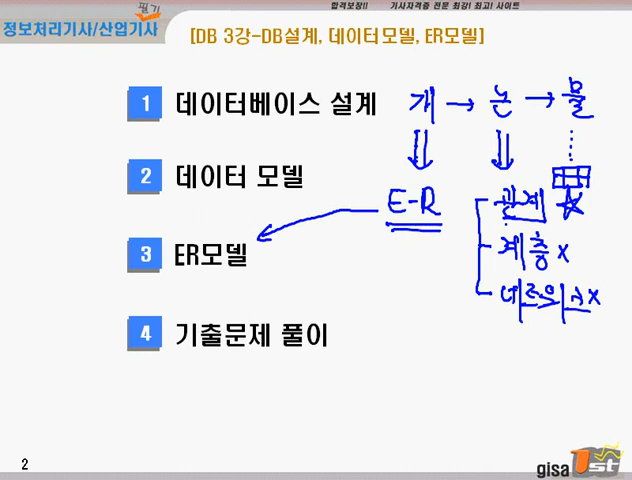 필기
합격보장!! 기사자격증 전문 최강! 최고! 사이트
정보처리기사/산업기사
[DB 3강-DB설계, 데이터모델, ER모델]
1 데이터베이스 설계 개 → 논 → 물
2 데이터 모델
E-R 관계
3 ER모델 계층 X
네트워크 X
4 기출문제 풀이
2
gisa 1st